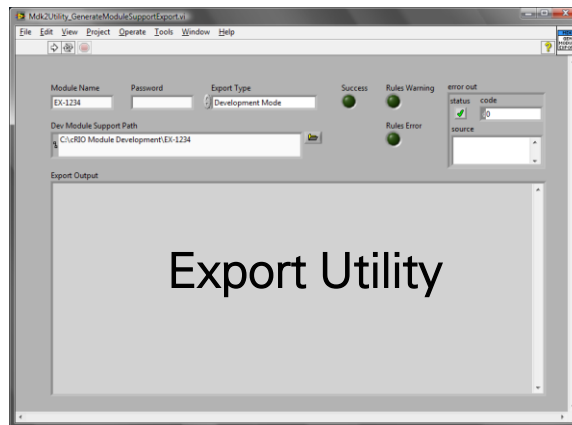 Mdk2Utility_GenerateModuleSupportExport.vi
File Edit View Project Operate Tools Window Help
Module Name Password Export Type Success Rules Warning error out
EX-1234 Development Mode status code
0
Dev Module Support Path Rules Error source
C:\cRIO Module Development\EX-1234
Export Output
Export Utility